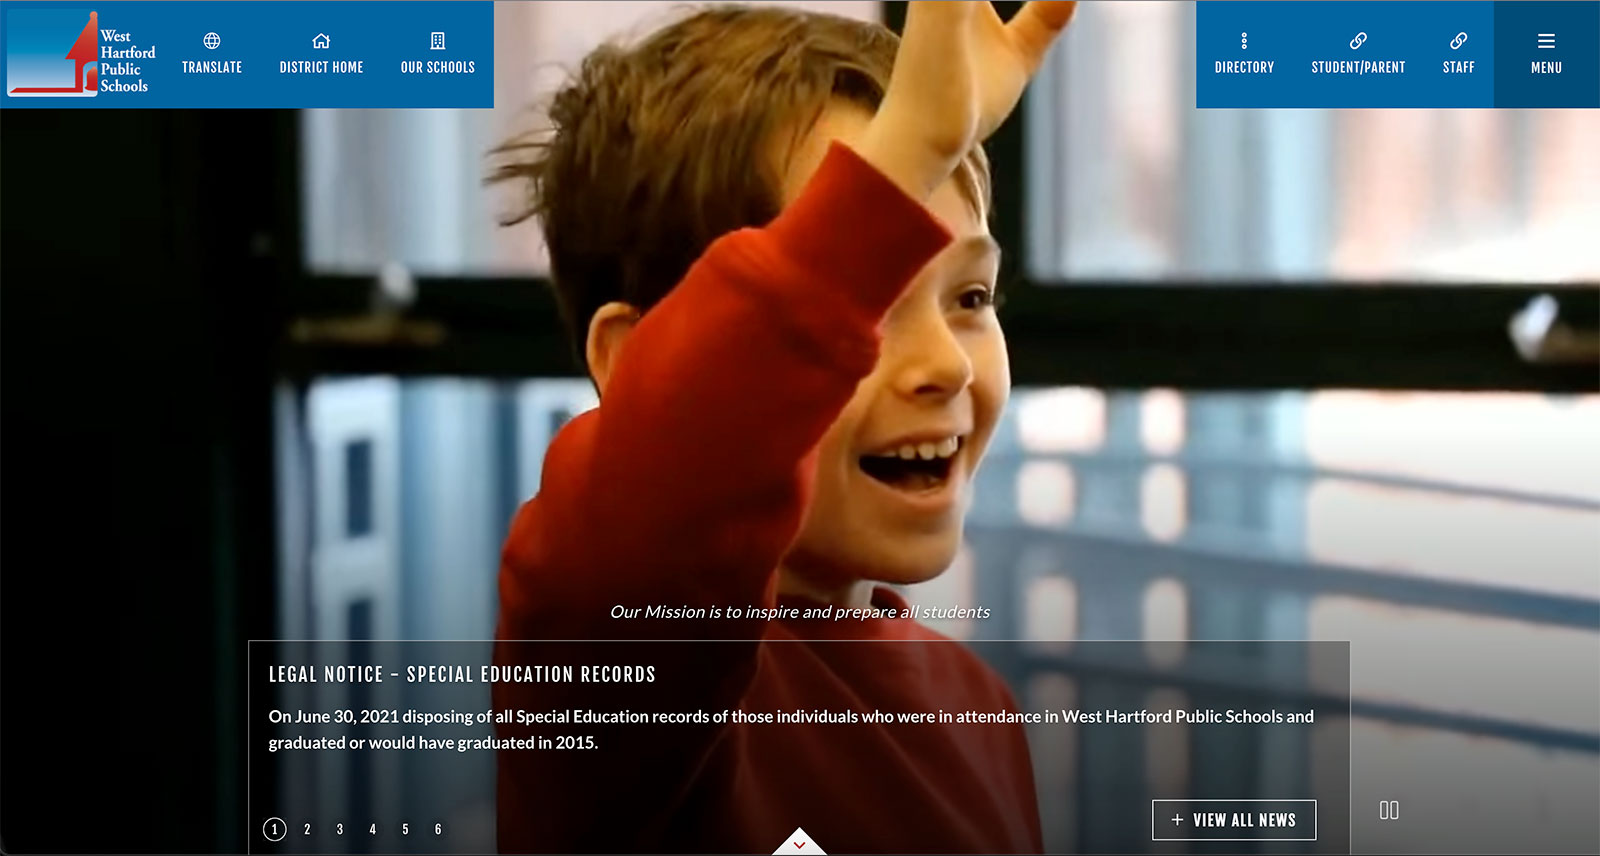 West
Hartford
Public
Schools
TRANSLATE
DISTRICT HOME
OUR SCHOOLS
DIRECTORY
STUDENT/PARENT
STAFF
MENU
Our Mission is to inspire and prepare all students
LEGAL NOTICE - SPECIAL EDUCATION RECORDS
On June 30, 2021 disposing of all Special Education records of those individuals who were in attendance in West Hartford Public Schools and
graduated or would have graduated in 2015.
1 2 3 4 5 6
+ VIEW ALL NEWS